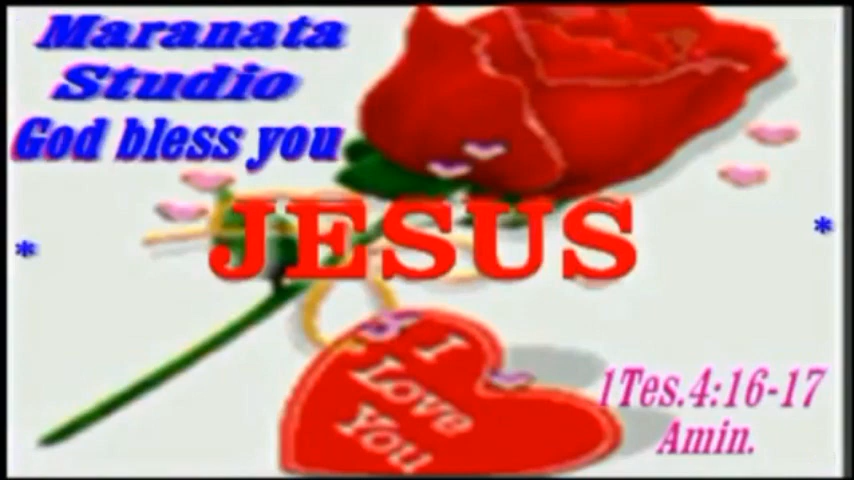 Maranata
Studio
God bless you
JESUS
* *
I
Love
You
1Tes.4:16-17
Amin.